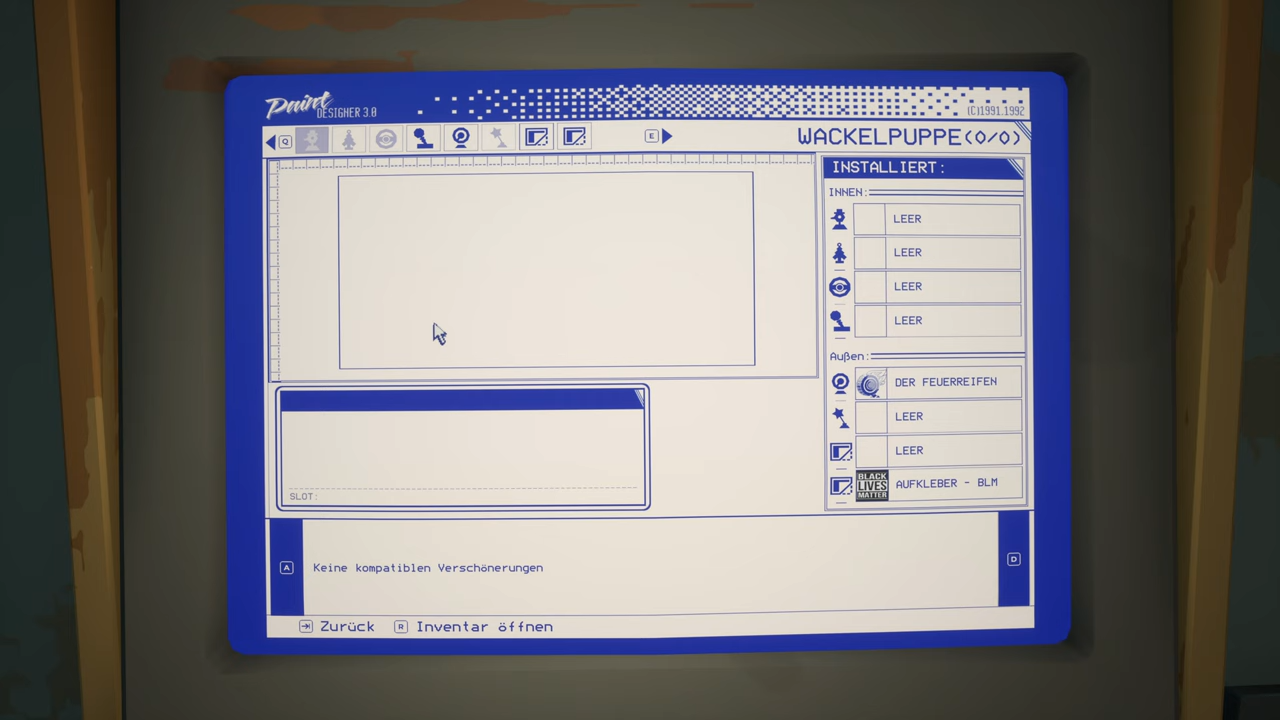 Paint
DESIGNER 3.0
(C)1991.1992
Q
E
WACKELPUPPE(0/0)
INSTALLIERT:
INNEN:
LEER
LEER
LEER
LEER
Außen:
DER FEUERREIFEN
LEER
LEER
BLACK
LIVES
MATTER
AUFKLEBER - BLM
SLOT:
A
Keine kompatiblen Verschönerungen
D
Zurück
R Inventar öffnen